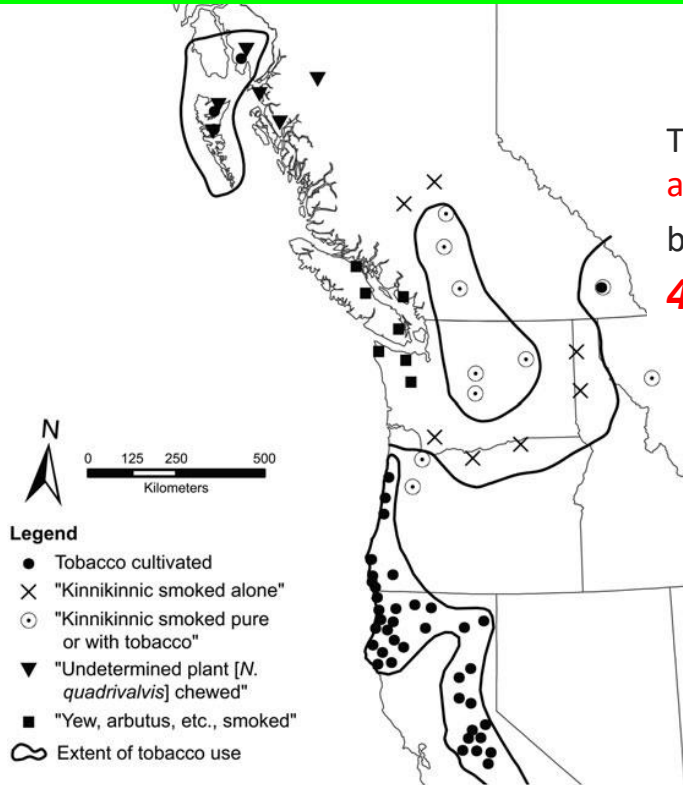 T
a
b
4
N
0 125 250 500
Kilometers
Legend
Tobacco cultivated
"Kinnikinnic smoked alone"
"Kinnikinnic smoked pure
or with tobacco"
"Undetermined plant [N.
quadrivalvis] chewed"
"Yew, arbutus, etc., smoked"
Extent of tobacco use